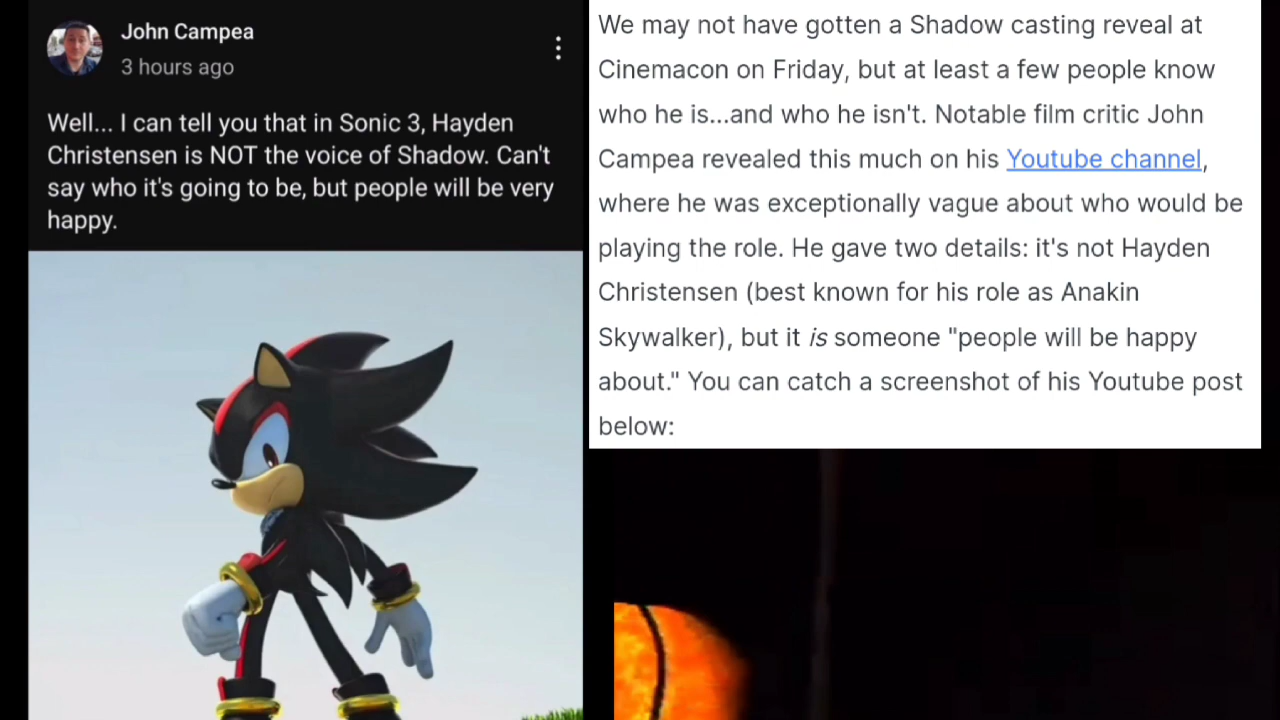 John Campea
3 hours ago
Well... I can tell you that in Sonic 3, Hayden
Christensen is NOT the voice of Shadow. Can't
say who it's going to be, but people will be very
happy.
We may not have gotten a Shadow casting reveal at
Cinemacon on Friday, but at least a few people know
who he is...and who he isn't. Notable film critic John
Campea revealed this much on his Youtube channel,
where he was exceptionally vague about who would be
playing the role. He gave two details: it's not Hayden
Christensen (best known for his role as Anakin
Skywalker), but it is someone "people will be happy
about." You can catch a screenshot of his Youtube post
below: